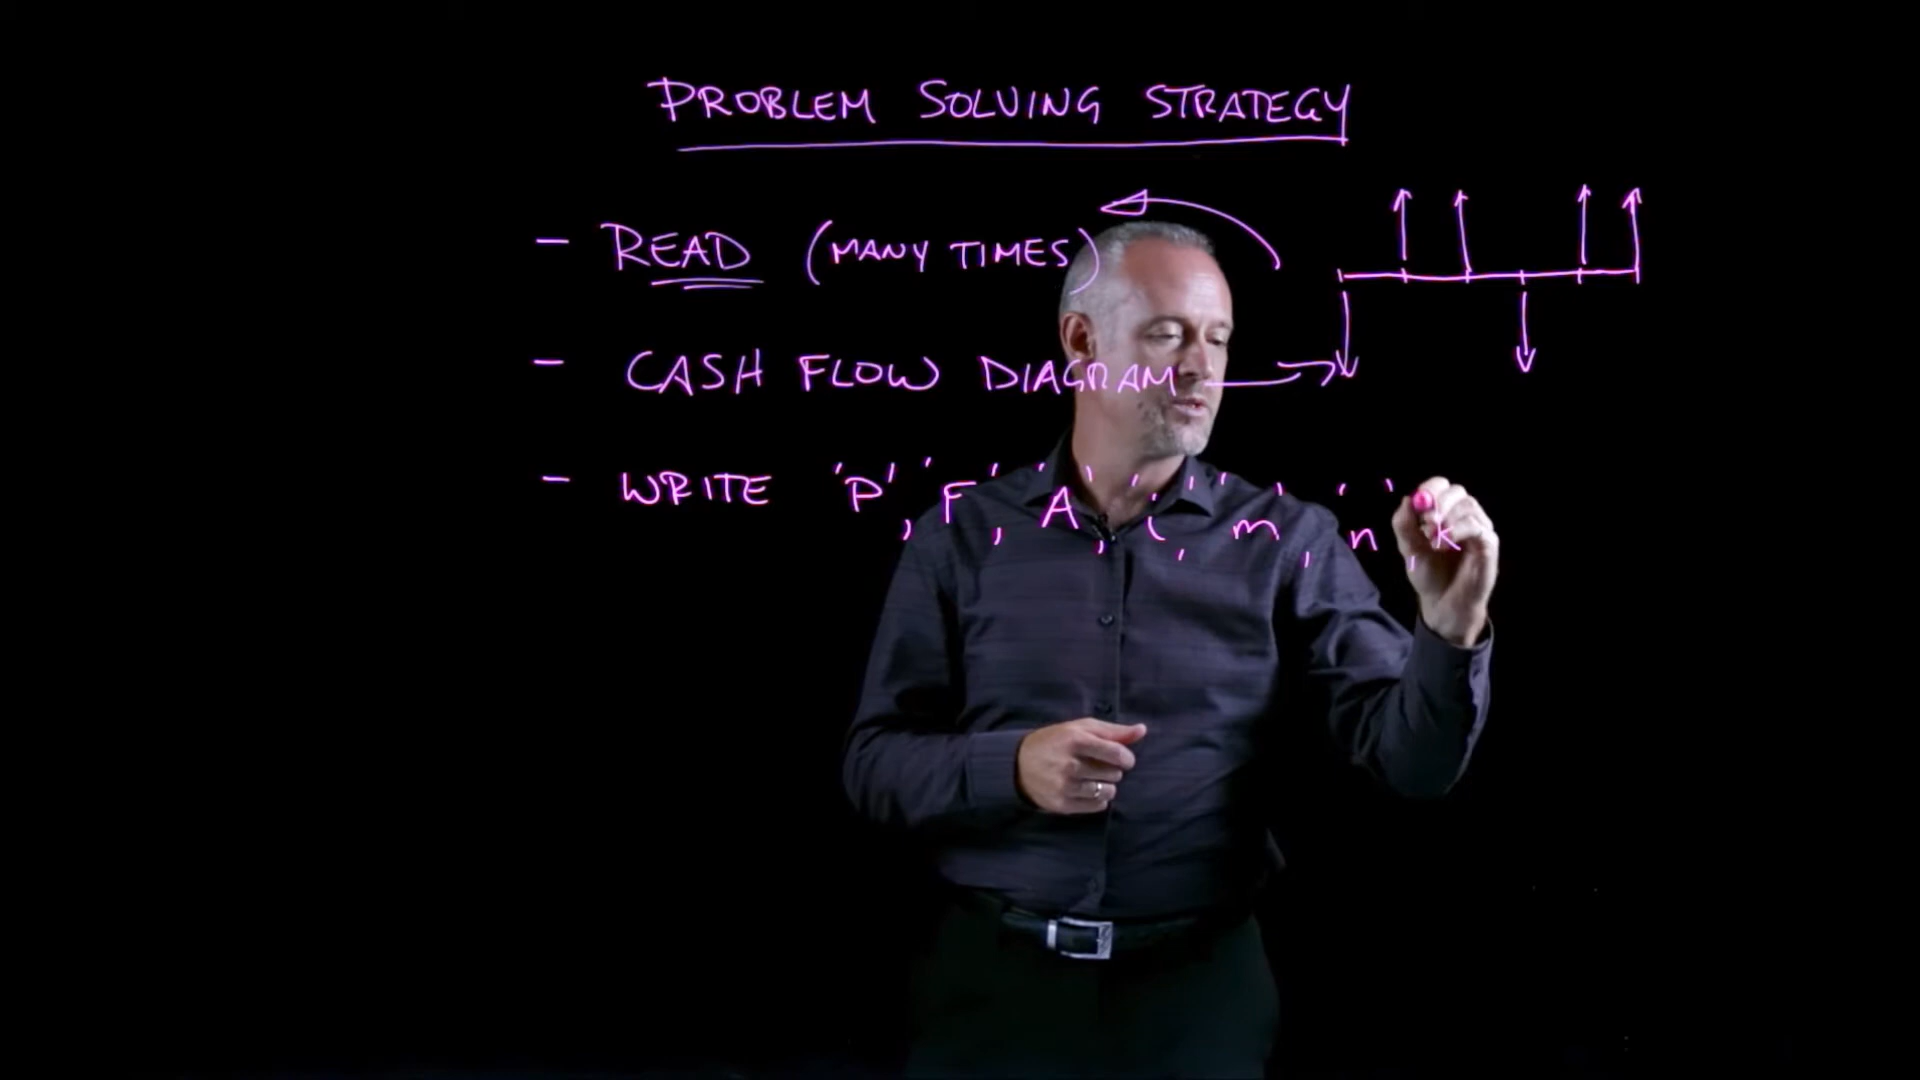 PROBLEM SOLVING STRATEGY
- READ (MANY TIMES)
- CASH FLOW DIAGRAM
- WRITE 'P', 'F', 'A', 'i', 'm', 'n', k